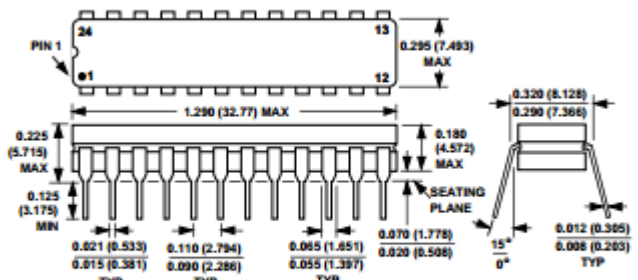 24
13
PIN 1
1
12
0.295 (7.493)
MAX
1.290 (32.77) MAX
0.320 (8.128)
0.290 (7.366)
0.225
(5.715)
MAX
0.180
(4.572)
MAX
0.125
(3.175)
MIN
SEATING
PLANE
0.021 (0.533)
0.015 (0.381)
TYP
0.110 (2.794)
0.090 (2.286)
TYP
0.065 (1.651)
0.055 (1.397)
TYP
0.070 (1.778)
0.020 (0.508)
15°
0°
0.012 (0.305)
0.008 (0.203)
TYP